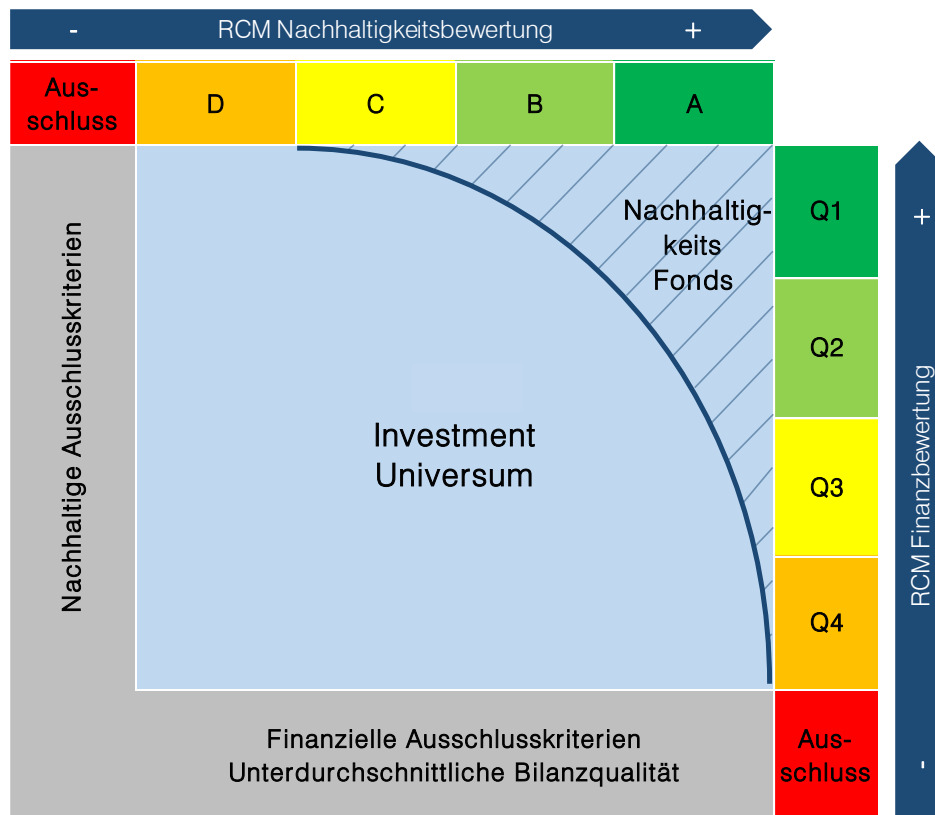 - RCM Nachhaltigkeitsbewertung +
Aus-
schluss
D
C
B
A
Nachhaltig-
keits
Fonds
Q1
Q2
Q3
Q4
Aus-
schluss
+
RCM Finanzbewertung
-
Nachhaltige Ausschlusskriterien
Investment
Universum
Finanzielle Ausschlusskriterien
Unterdurchschnittliche Bilanzqualität